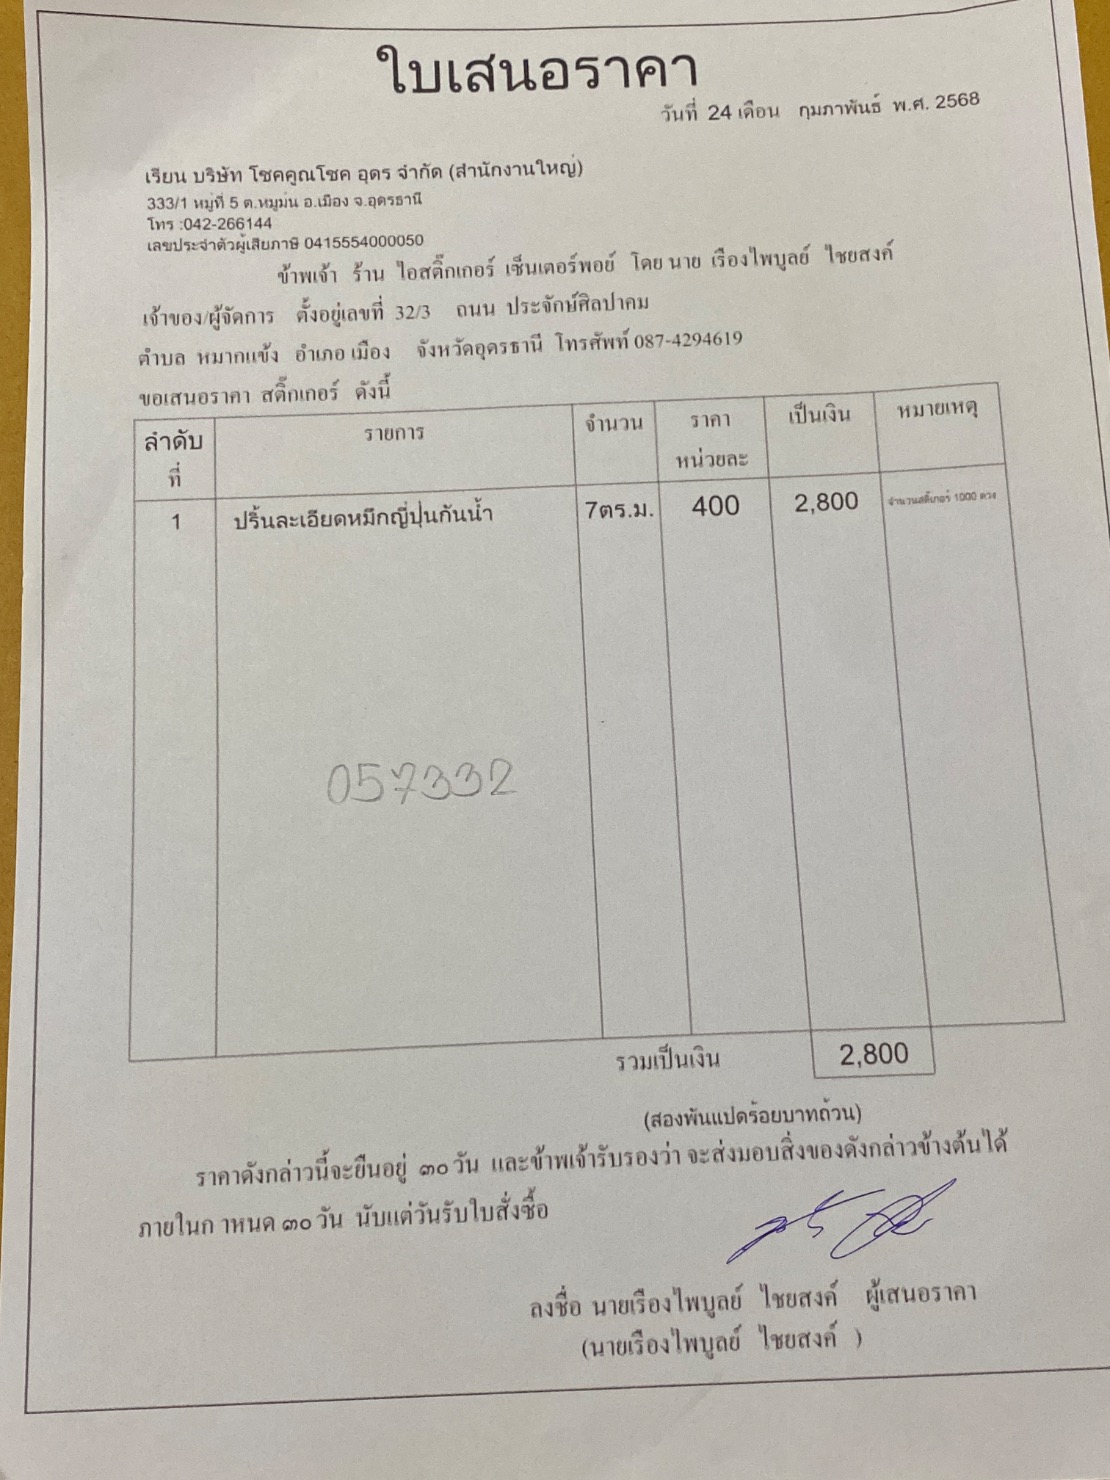 ใบเสนอราคา
วันที่ 24 เดือน กุมภาพันธ์ พ.ศ. 2568
เรียน บริษัท โชคคูณโชค อุดร จำกัด (สำนักงานใหญ่)
333/1 หมู่ที่ 5 ต.หมูม่น อ.เมือง จ.อุดรธานี
โทร :042-266144
เลขประจำตัวผู้เสียภาษี 0415554000050
ข้าพเจ้า ร้าน ไอสติ๊กเกอร์ เซ็นเตอร์พอย์ โดย นาย เรืองไพบูลย์ ไชยสงค์
เจ้าของ/ผู้จัดการ ตั้งอยู่เลขที่ 32/3 ถนน ประจักษ์ศิลปาคม
ตำบล หมากแข้ง อำเภอ เมือง จังหวัดอุดรธานี โทรศัพท์ 087-4294619
ขอเสนอราคา สติ๊กเกอร์ ดังนี้
ลำดับที่ รายการ จำนวน ราคาหน่วยละ เป็นเงิน หมายเหตุ
1 ปริ้นละเอียดหมึกญี่ปุ่นกันน้ำ 7ตร.ม. 400 2,800 จำนวนสติ๊กเกอร์ 1000 ดวง
057332
รวมเป็นเงิน 2,800
(สองพันแปดร้อยบาทถ้วน)
ราคาดังกล่าวนี้จะยืนอยู่ ๓๐ วัน และข้าพเจ้ารับรองว่า จะส่งมอบสิ่งของดังกล่าวข้างต้นได้
ภายในก าหนด ๓๐ วัน นับแต่วันรับใบสั่งซื้อ
ลงชื่อ นายเรืองไพบูลย์ ไชยสงค์ ผู้เสนอราคา
(นายเรืองไพบูลย์ ไชยสงค์ )